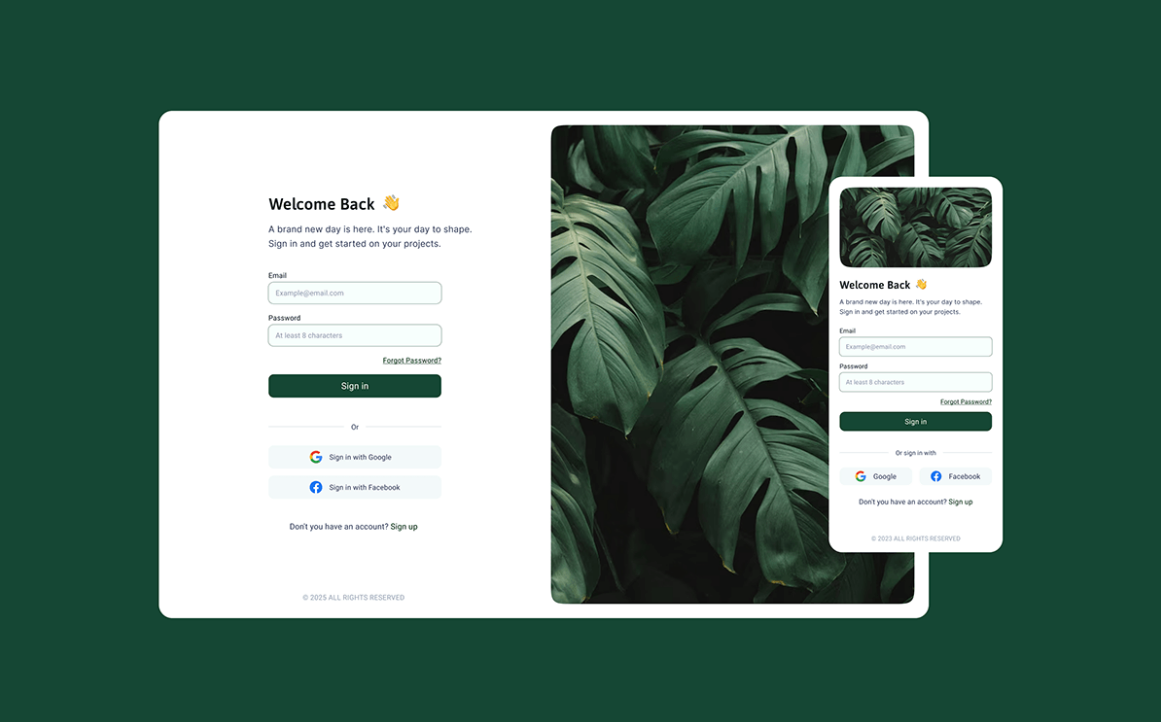 Welcome Back 👋
A brand new day is here. It's your day to shape.
Sign in and get started on your projects.
Email
Example@email.com
Password
At least 8 characters
Forgot Password?
Sign in
Or
Sign in with Google
Sign in with Facebook
Don't you have an account? Sign up
© 2025 ALL RIGHTS RESERVED
Welcome Back 👋
A brand new day is here. It's your day to shape.
Sign in and get started on your projects.
Email
Example@email.com
Password
At least 8 characters
Forgot Password?
Sign in
Or sign in with
Google
Facebook
Don't you have an account? Sign up
© 2023 ALL RIGHTS RESERVED